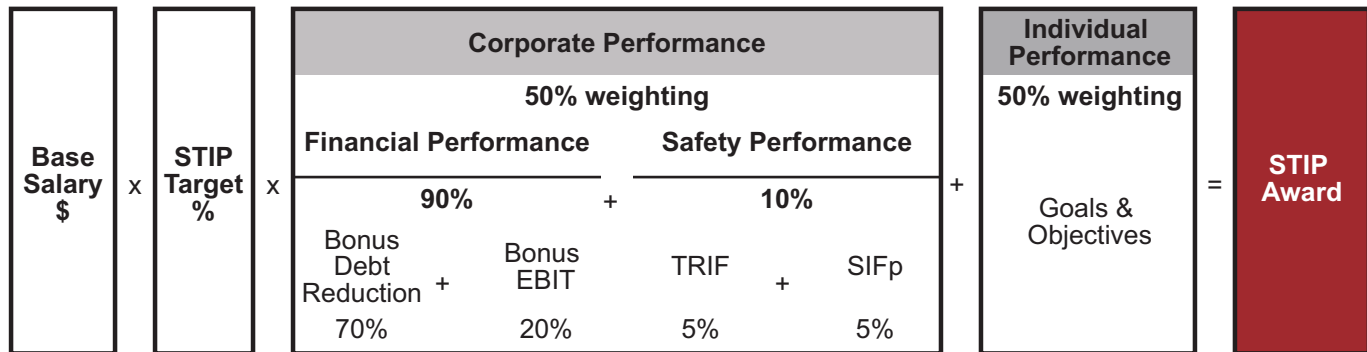 Base
Salary
$
x
STIP
Target
%
x
Corporate Performance
50% weighting
Financial Performance
Safety Performance
90%
+
10%
Bonus
Debt
Reduction
+
Bonus
EBIT
TRIF
+
SIFp
70%
20%
5%
5%
+
Individual
Performance
50% weighting
Goals &
Objectives
=
STIP
Award